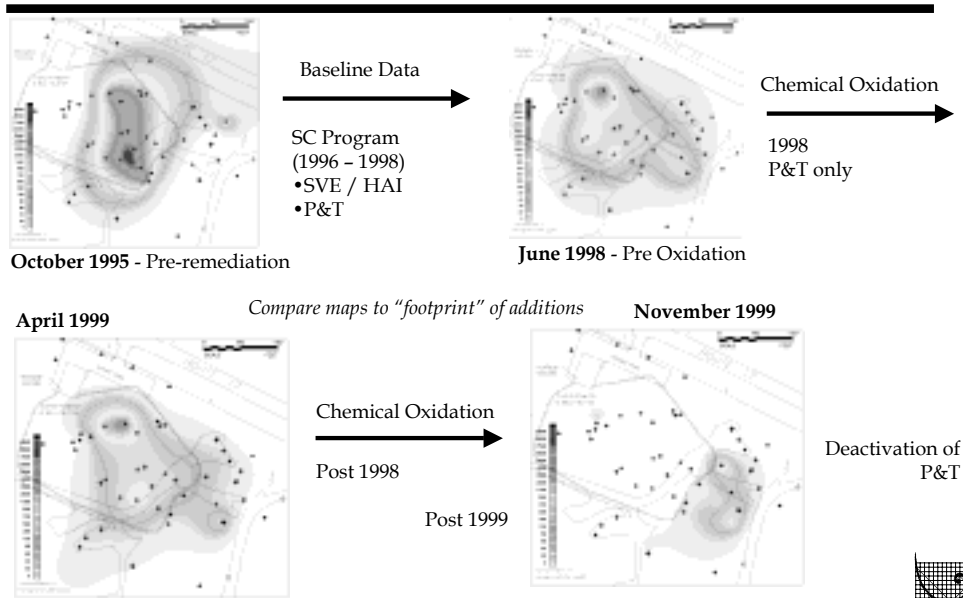 Baseline Data
SC Program
(1996 – 1998)
•SVE / HAI
•P&T
Chemical Oxidation
1998
P&T only
October 1995 - Pre-remediation
June 1998 - Pre Oxidation
Compare maps to “footprint” of additions
April 1999
November 1999
Chemical Oxidation
Post 1998
Post 1999
Deactivation of
P&T